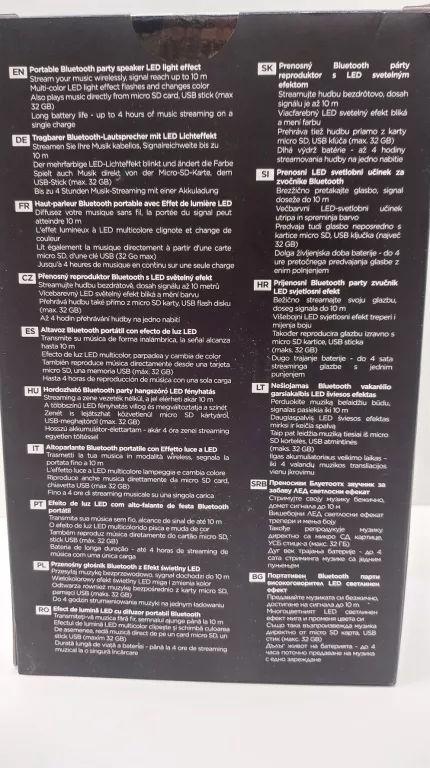 EN Portable Bluetooth party speaker LED light effect
Stream your music wirelessly, signal reach up to 10 m
Multi-color LED light effect flashes and changes color
Also plays music directly from micro SD card, USB stick (max
32 GB)
Long battery life - up to 4 hours of music streaming on a
single charge
DE Tragbarer Bluetooth-Lautsprecher mit LED Lichteffekt
Streamen Sie Ihre Musik kabellos, Signalreichweite bis zu
10 m
Der mehrfarbige LED-Lichteffekt blinkt und ändert die Farbe
Spielt auch Musik direkt von der Micro-SD-Karte, dem
USB-Stick (max. 32 GB)
Bis zu 4 Stunden Musik-Streaming mit einer Akkuladung
FR Haut-parleur Bluetooth portable avec Effet de lumière LED
Diffusez votre musique sans fil, la portée du signal peut
atteindre 10 m
L'effet lumineux à LED multicolore clignote et change de
couleur
Lit également la musique directement à partir d'une carte
micro SD, d'une clé USB (32 Go max)
Jusqu'à 4 heures de musique en continu sur une seule charge
CZ Přenosný reproduktor Bluetooth s LED světelný efekt
Streamujte hudbu bezdrátově, dosah signálu až 10 metrů
Vícebarevný LED světelný efekt bliká a mění barvu
Přehrává hudbu také přímo z micro SD karty, USB flash disku
(max. 32 GB)
Až 4 hodin přehrávání hudby na jedno nabití
ES Altavoz Bluetooth portátil con efecto de luz LED
Transmite su música de forma inalámbrica, la señal alcanza
hasta 10 m
Efecto de luz LED multicolor, parpadea y cambia de color
También reproduce música directamente desde una tarjeta
micro SD, una memoria USB (máx. 32 GB)
Hasta 4 horas de reproducción de música con una sola carga
HU Hordozható Bluetooth party hangszóró LED fényhatás
Streaming a zene vezeték nélkül, a jel elérheti akár 10 m
A többszínű LED fényhatás villog és megváltoztatja a színét
Zenét is lejátszhat közvetlenül micro SD kártyáról,
USB-meghajtóról (max 32 GB)
Hosszú akkumulátor-élettartam - akár 4 óra zenei streaming
egyetlen töltéssel
IT Altoparlante Bluetooth portatile con Effetto luce a LED
Trasmetti la tua musica in modalità wireless, segnale la
portata fino a 10 m
L'effetto luce a LED multicolore lampeggia e cambia colore
Riproduce anche musica direttamente da micro SD card,
chiavetta USB (max 32 GB)
Fino a 4 ore di streaming musicale su una singola carica
PT Efeito de luz LED com alto-falante de festa Bluetooth
portátil
Transmita sua música sem fio, alcance do sinal de até 10 m
O efeito de luz LED multicolorido pisca e muda de cor
Também reproduz música diretamente do cartão micro SD,
stick USB (máx. 32 GB)
Bateria de longa duração - até 4 horas de streaming de
música com uma única carga
PL Przenośny głośnik Bluetooth z Efekt świetlny LED
Przesyłaj muzykę bezprzewodowo, sygnał dochodzi do 10 m
Wielokolorowy efekt świetlny LED miga i zmienia kolor
Odtwarza również muzykę bezpośrednio z karty micro SD,
pamięci USB (maks. 32 GB)
Do 4 godzin strumieniowania muzyki na jednym ładowaniu
RO Efect de lumină LED cu difuzor portabil Bluetooth
Transmiteți-vă muzica fără fir, semnalul ajunge până la 10 m
Efectul de lumină LED multicolor clipește și schimbă culoarea
De asemenea, redă muzică direct de pe un card micro SD, un
stick USB (maxim 32 GB)
Durată lungă de viață a bateriei - până la 4 ore de streaming
muzical la o singură încărcare
SK Prenosný Bluetooth párty
reproduktor s LED svetelným
efektom
Streamujte hudbu bezdrôtovo, dosah
signálu je až 10 m
Viacfarebný LED svetelný efekt bliká
a mení farbu
Prehráva tiež hudbu priamo z karty
micro SD, USB kľúča (max. 32 GB)
Dlhá výdrž batérie - až 4 hodiny
streamovania hudby na jedno nabitie
SI Prenosni LED svetlobni učinek za
zvočnike Bluetooth
Brezžično pretakajte glasbo, signal
doseže do 10 m
Večbarvni LED-svetlobni učinek
utripa in spreminja barvo
Predvaja tudi glasbo neposredno s
kartice micro SD, USB ključka (največ
32 GB)
Dolga življenjska doba baterije - do 4
ure pretočnega predvajanja glasbe z
enim polnjenjem
HR Prijenosni Bluetooth party zvučnik
LED svjetlosni efekt
Bežično streamajte svoju glazbu,
doseg signala do 10 m
Višebojni LED svjetlosni efekt treperi i
mijenja boju
Također reproducira glazbu izravno s
micro SD kartice, USB sticka
(maks. 32 GB)
Dugo trajanje baterije - do 4 sata
streaminga glazbe s jednim
punjenjem
LT Nešiojamas Bluetooth vakarėlio
garsiakalbis LED šviesos efektas
Perduokite muziką belaidžiu būdu,
signalas pasiekia iki 10 m
Daugiaspalvis LED šviesos efektas
mirksi ir keičia spalvą
Taip pat leidžia muziką tiesiai iš micro
SD kortelės, USB atmintinės
(maks. 32 GB)
Ilgas akumuliatoriaus veikimo laikas -
iki 4 valandų muzikos transliacijos
vienu įkrovimu
SRB Преносиви Блуетоотх звучник за
забаву ЛЕД светлосни ефекат
Стримујте своју музику бежично,
домет сигнала до 10 м
Вишебојни ЛЕД светлосни ефекат
трепери и мења боју
Такође репродукује музику
директно са микро СД картице,
УСБ стика (макс. 32 ГБ)
Дуг век трајања батерије - до 4
сата стриминга музике са једним
пуњењем
BG Портативен Bluetooth парти
високоговорител LED светлинен
ефект
Предавайте музиката си безжично,
достигане на сигнала до 10 м
Многоцветният LED светлинен
ефект мига и променя цвета си
Също така възпроизвежда музика
директно от micro SD карта, USB
стик (макс. 32 GB)
Дълъг живот на батерията - до 4
часа поточно предаване на музика
с едно зареждане